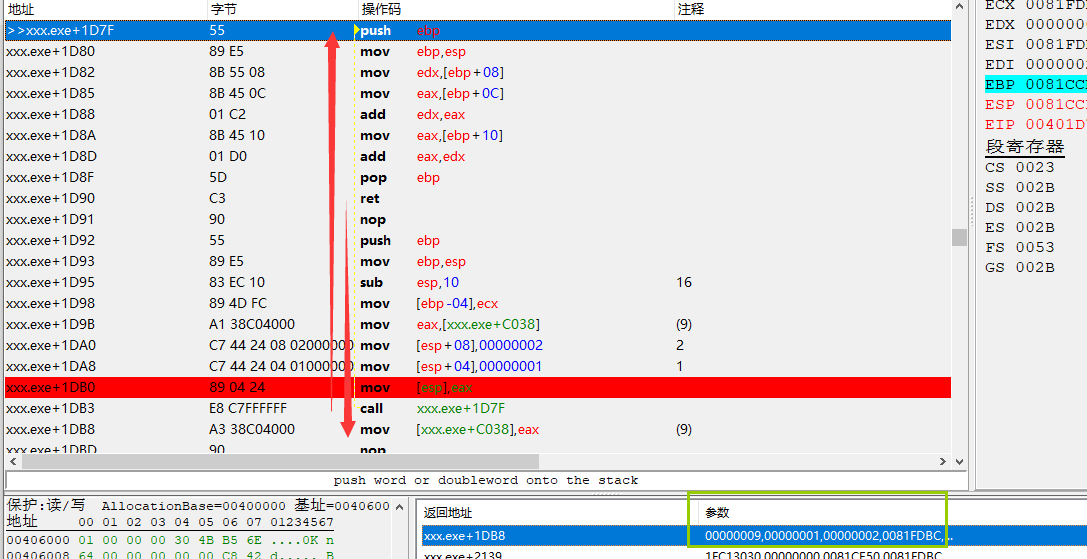 地址 字节 操作码 注释
>>xxx.exe+1D7F 55 push ebp
xxx.exe+1D80 89 E5 mov ebp,esp
xxx.exe+1D82 8B 55 08 mov edx,[ebp+08]
xxx.exe+1D85 8B 45 0C mov eax,[ebp+0C]
xxx.exe+1D88 01 C2 add edx,eax
xxx.exe+1D8A 8B 45 10 mov eax,[ebp+10]
xxx.exe+1D8D 01 D0 add eax,edx
xxx.exe+1D8F 5D pop ebp
xxx.exe+1D90 C3 ret
xxx.exe+1D91 90 nop
xxx.exe+1D92 55 push ebp
xxx.exe+1D93 89 E5 mov ebp,esp
xxx.exe+1D95 83 EC 10 sub esp,10 16
xxx.exe+1D98 89 4D FC mov [ebp-04],ecx
xxx.exe+1D9B A1 38C04000 mov eax,[xxx.exe+C038] (9)
xxx.exe+1DA0 C7 44 24 08 02000000 mov [esp+08],00000002 2
xxx.exe+1DA8 C7 44 24 04 01000000 mov [esp+04],00000001 1
xxx.exe+1DB0 89 04 24 mov [esp],eax
xxx.exe+1DB3 E8 C7FFFFFF call xxx.exe+1D7F
xxx.exe+1DB8 A3 38C04000 mov [xxx.exe+C038],eax (9)
xxx.exe+1DBD 90 nop
push word or doubleword onto the stack
ECX 0081FD
EDX 000000
ESI 0081FD
EDI 000000
EBP 0081CC
ESP 0081CC
EIP 00401D
段寄存器
CS 0023
SS 002B
DS 002B
ES 002B
FS 0053
GS 002B
保护:读/写 AllocationBase=00400000 基址=0040600
地址 00 01 02 03 04 05 06 07 01234567
00406000 01 00 00 00 30 4B B5 6E ....0K n
00406008 64 00 00 00 00 C8 42 d..... B
返回地址 参数
xxx.exe+1DB8 00000009,00000001,00000002,0081FDBC,...
xxx.exe+2139 1FC13030,00000000,0081CF50,0081FDBC